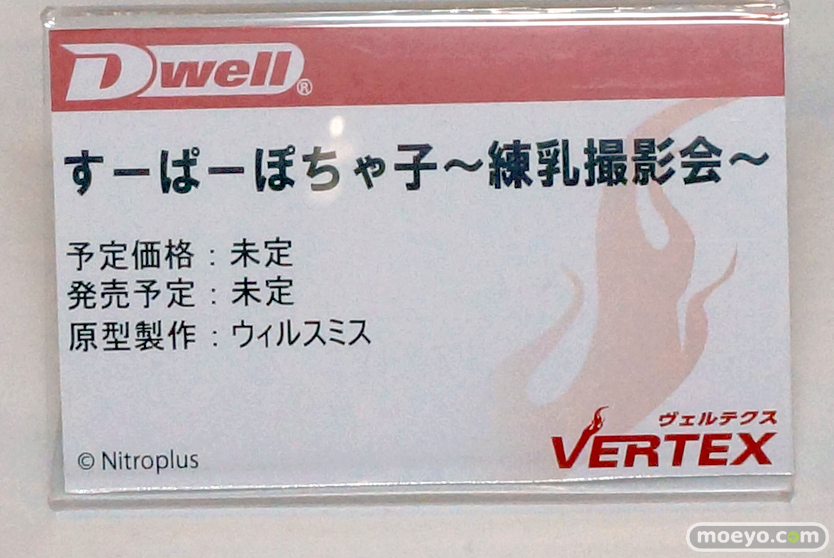 Dwell®
すーぱーぽちゃ子～練乳撮影会～
予定価格：未定
発売予定：未定
原型製作：ウィルスミス
ヴェルテクス
© Nitroplus
VERTEX
moeyo.com